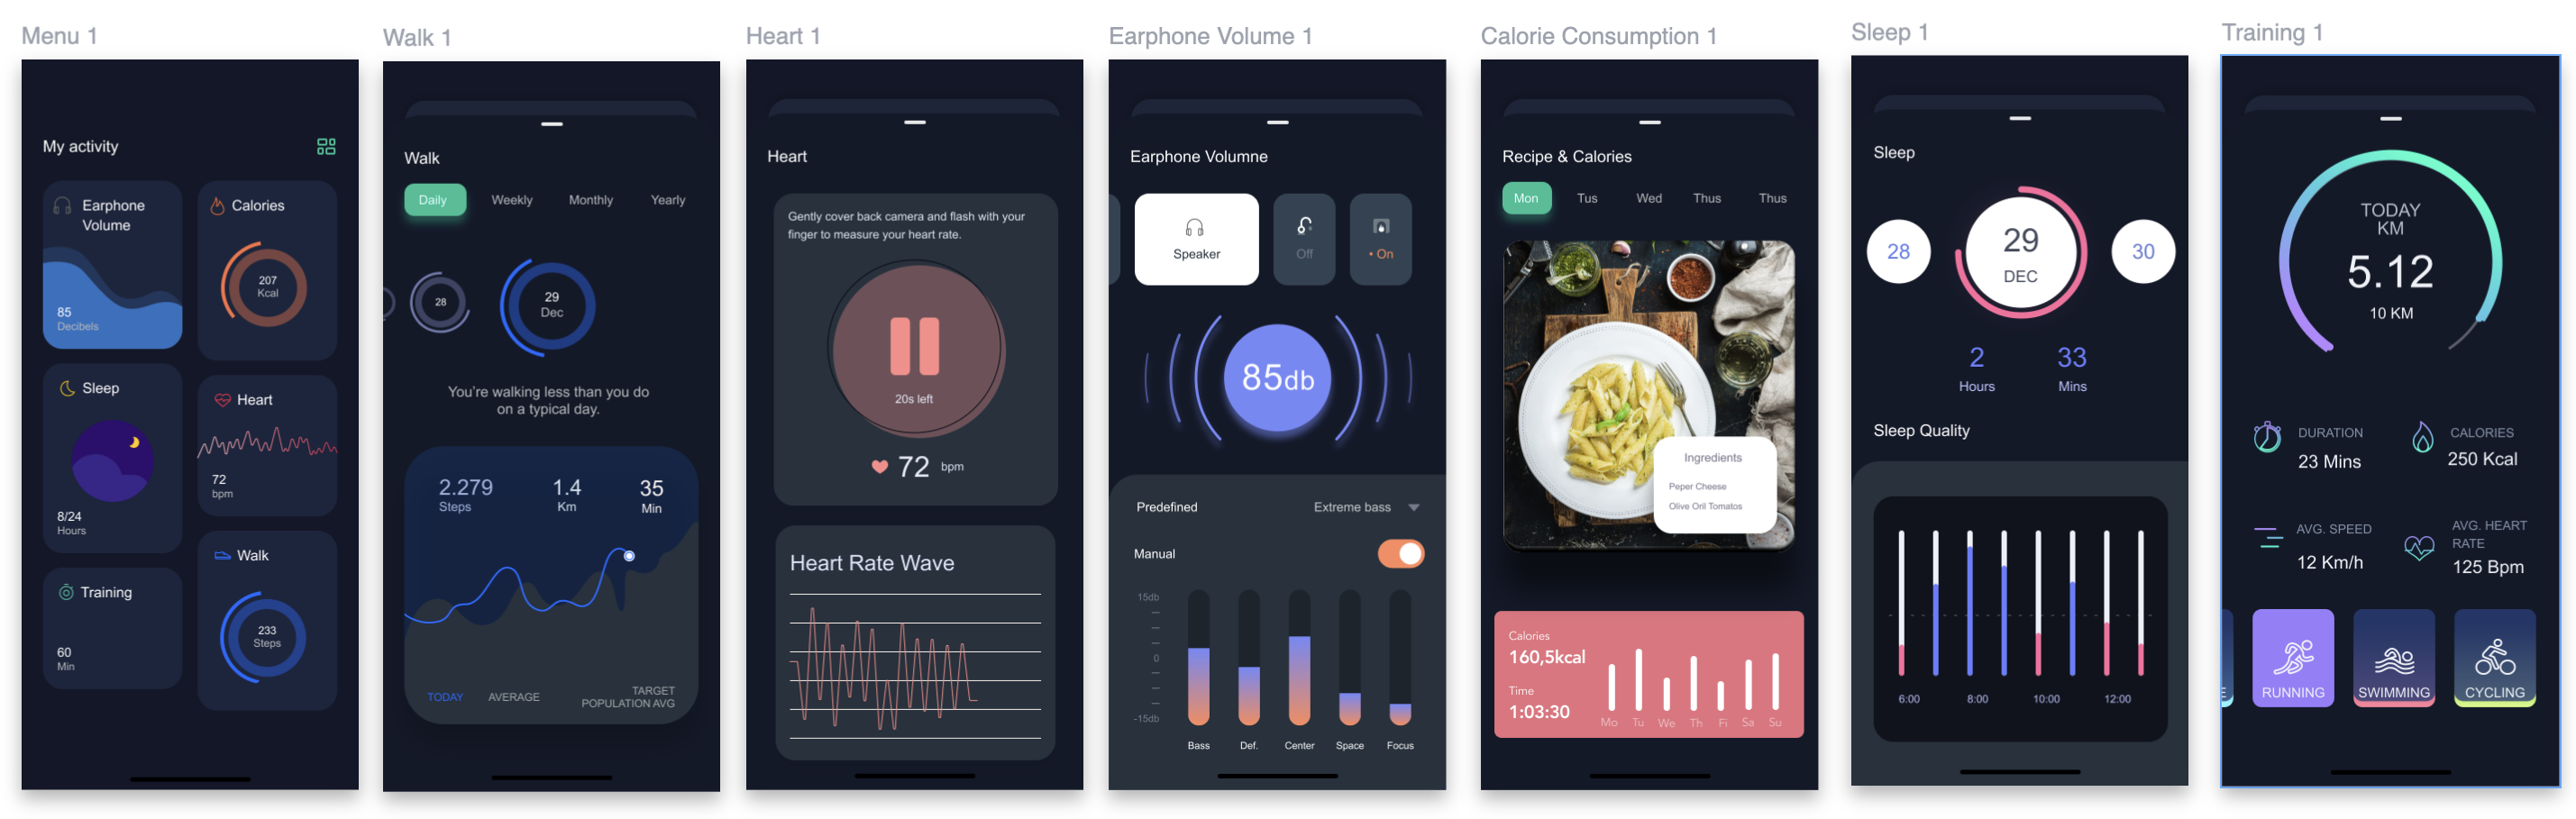 Menu 1
My activity
Earphone
Volume
85
Decibels
Calories
207
Kcal
Sleep
8/24
Hours
Heart
72
bpm
Training
60
Min
Walk
233
Steps
Walk 1
Walk
Daily Weekly Monthly Yearly
28
29
Dec
You're walking less than you do
on a typical day.
2.279 1.4 35
Steps Km Min
TODAY AVERAGE TARGET
POPULATION AVG
Heart 1
Heart
Gently cover back camera and flash with your
finger to measure your heart rate.
20s left
72 bpm
Heart Rate Wave
Earphone Volume 1
Earphone Volumne
Speaker Off • On
85db
Predefined Extreme bass
Manual
15db
0
-15db
Bass Def. Center Space Focus
Calorie Consumption 1
Recipe & Calories
Mon Tus Wed Thus Thus
Ingredients
Peper Cheese
Olive Oril Tomatos
Calories
160,5kcal
Time
1:03:30
Mo Tu We Th Fi Sa Su
Sleep 1
Sleep
28 29 30
DEC
2 33
Hours Mins
Sleep Quality
6:00 8:00 10:00 12:00
Training 1
TODAY
KM
5.12
10 KM
DURATION
23 Mins
CALORIES
250 Kcal
AVG. SPEED
12 Km/h
AVG. HEART
RATE
125 Bpm
E RUNNING SWIMMING CYCLING